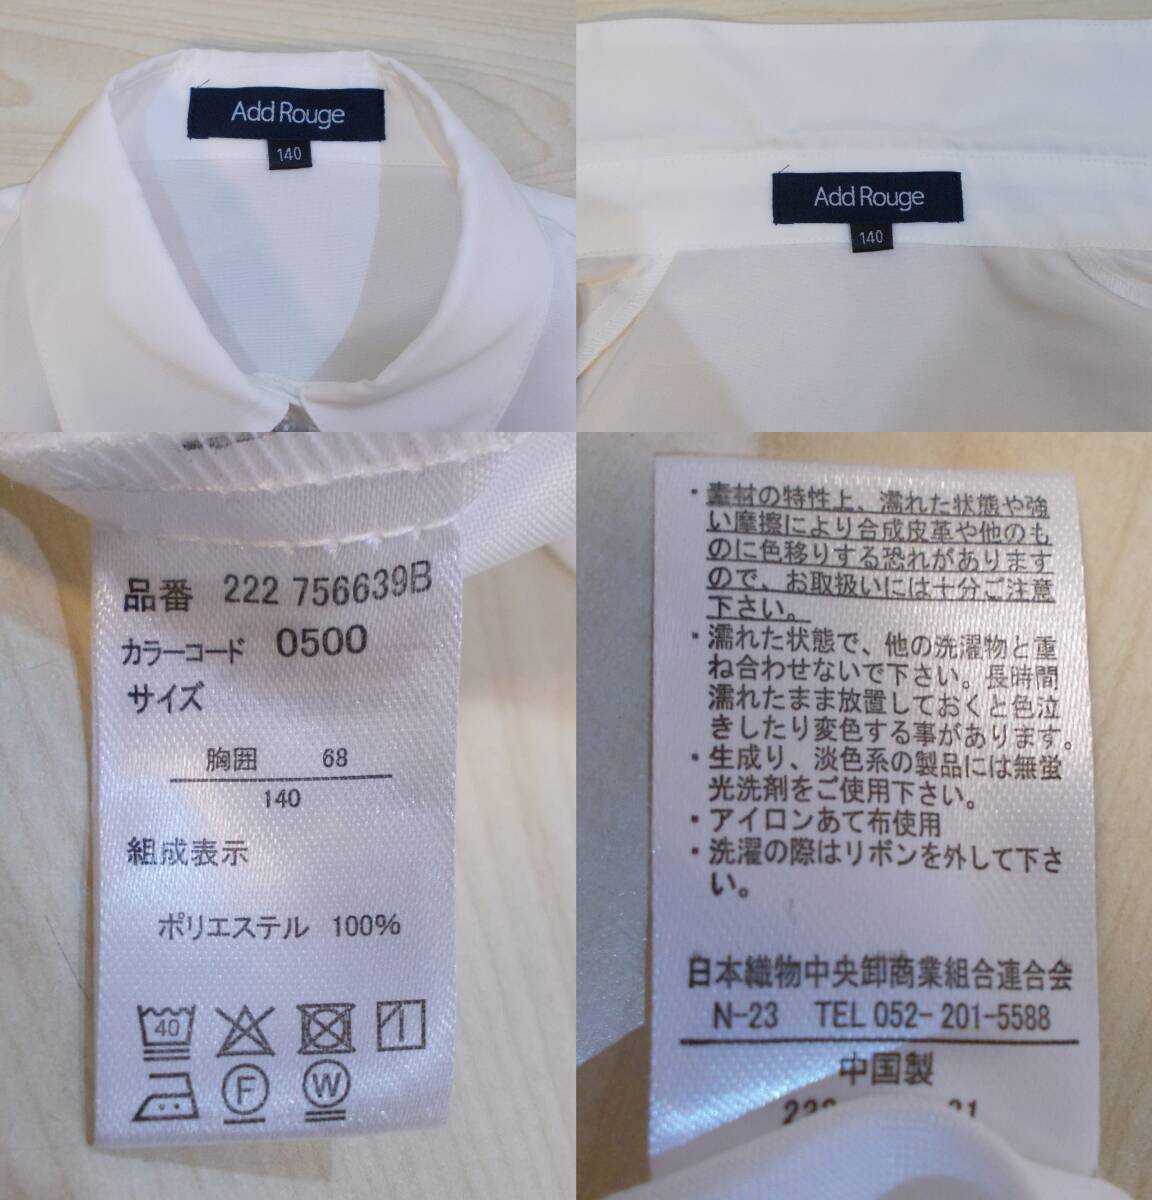 Add Rouge
140
Add Rouge
140
品番 222 756639B
カラーコード 0500
サイズ
胸囲 68
140
組成表示
ポリエステル 100%
40
F
W
・素材の特性上、濡れた状態や強
い摩擦により合成皮革や他のも
のに色移りする恐れがあります
ので、お取扱いには十分ご注意
下さい。
・濡れた状態で、他の洗濯物と重
ね合わせないで下さい。長時間
濡れたまま放置しておくと色泣
きしたり変色する事があります。
・生成り、淡色系の製品には無蛍
光洗剤をご使用下さい。
・アイロンあて布使用
・洗濯の際はリボンを外して下さ
い。
日本織物中央卸商業組合連合会
N-23 TEL 052-201-5588
中国製